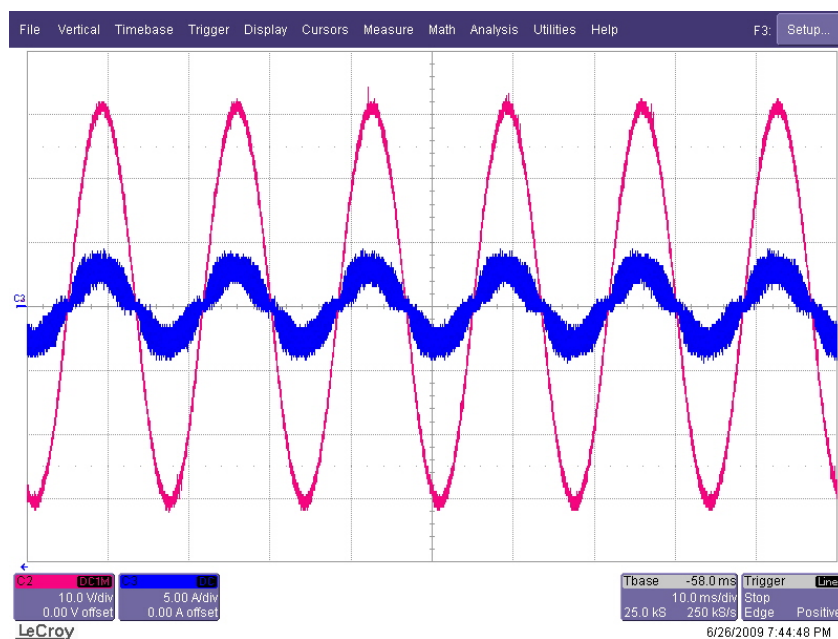 File Vertical Timebase Trigger Display Cursors Measure Math Analysis Utilities Help F3: Setup...
C3
C2 DC1M
10.0 V/div
0.00 V offset
C3 DC
5.00 A/div
0.00 A offset
Tbase -58.0 ms
10.0 ms/div
25.0 kS 250 kS/s
Trigger Line
Stop
Edge Positive
LeCroy
6/26/2009 7:44:48 PM